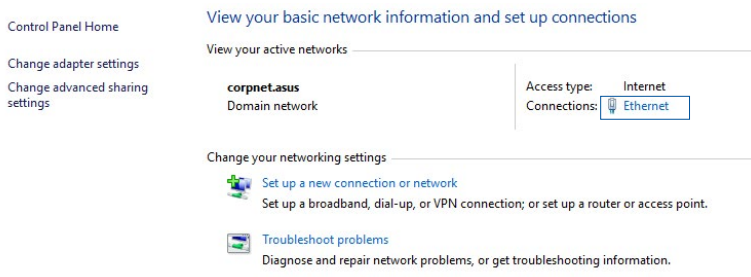 Control Panel Home
Change adapter settings
Change advanced sharing
settings
View your basic network information and set up connections
View your active networks
corpnet.asus
Domain network
Access type: Internet
Connections: Ethernet
Change your networking settings
Set up a new connection or network
Set up a broadband, dial-up, or VPN connection; or set up a router or access point.
Troubleshoot problems
Diagnose and repair network problems, or get troubleshooting information.